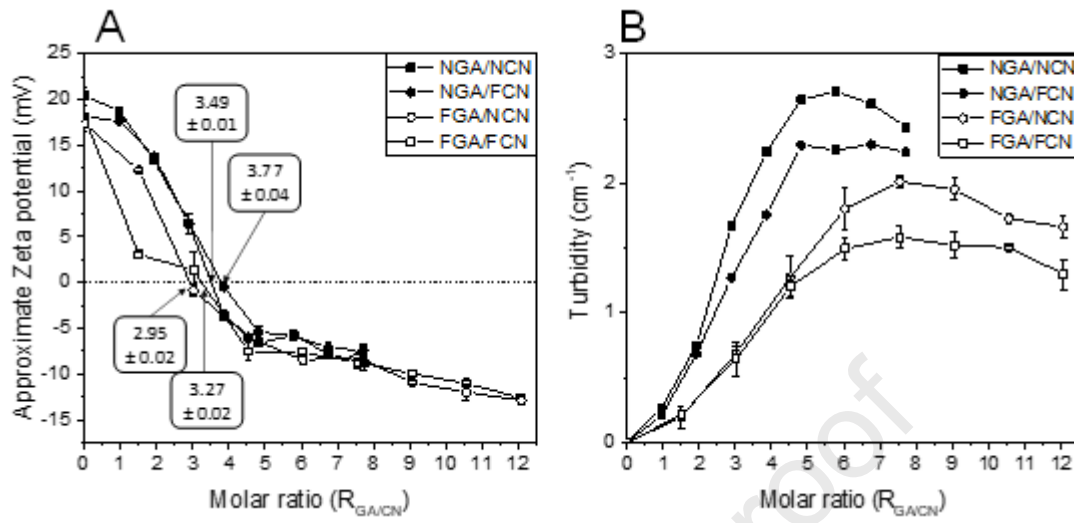 A
Approximate Zeta potential (mV)
25
20
15
10
5
0
-5
-10
-15
NGA/NCN
NGA/FCN
FGA/NCN
FGA/FCN
3.49
± 0.01
3.77
± 0.04
2.95
± 0.02
3.27
± 0.02
0 1 2 3 4 5 6 7 8 9 10 11 12
Molar ratio (R_GA/CN)
B
Turbidity (cm⁻¹)
3
2
1
0
NGA/NCN
NGA/FCN
FGA/NCN
FGA/FCN
0 1 2 3 4 5 6 7 8 9 10 11 12
Molar ratio (R_GA/CN)
roof